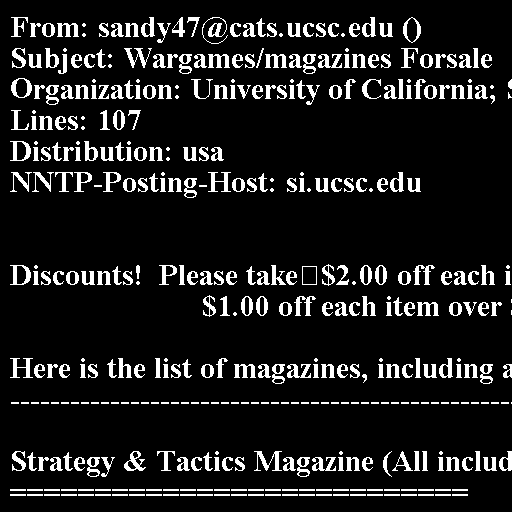 From: sandy47@cats.ucsc.edu ()
Subject: Wargames/magazines Forsale
Organization: University of California;
Lines: 107
Distribution: usa
NNTP-Posting-Host: si.ucsc.edu
Discounts!  Please take□$2.00 off each
$1.00 off each item over
Here is the list of magazines, including
------------------------------------------------------
Strategy & Tactics Magazine (All includ
============================